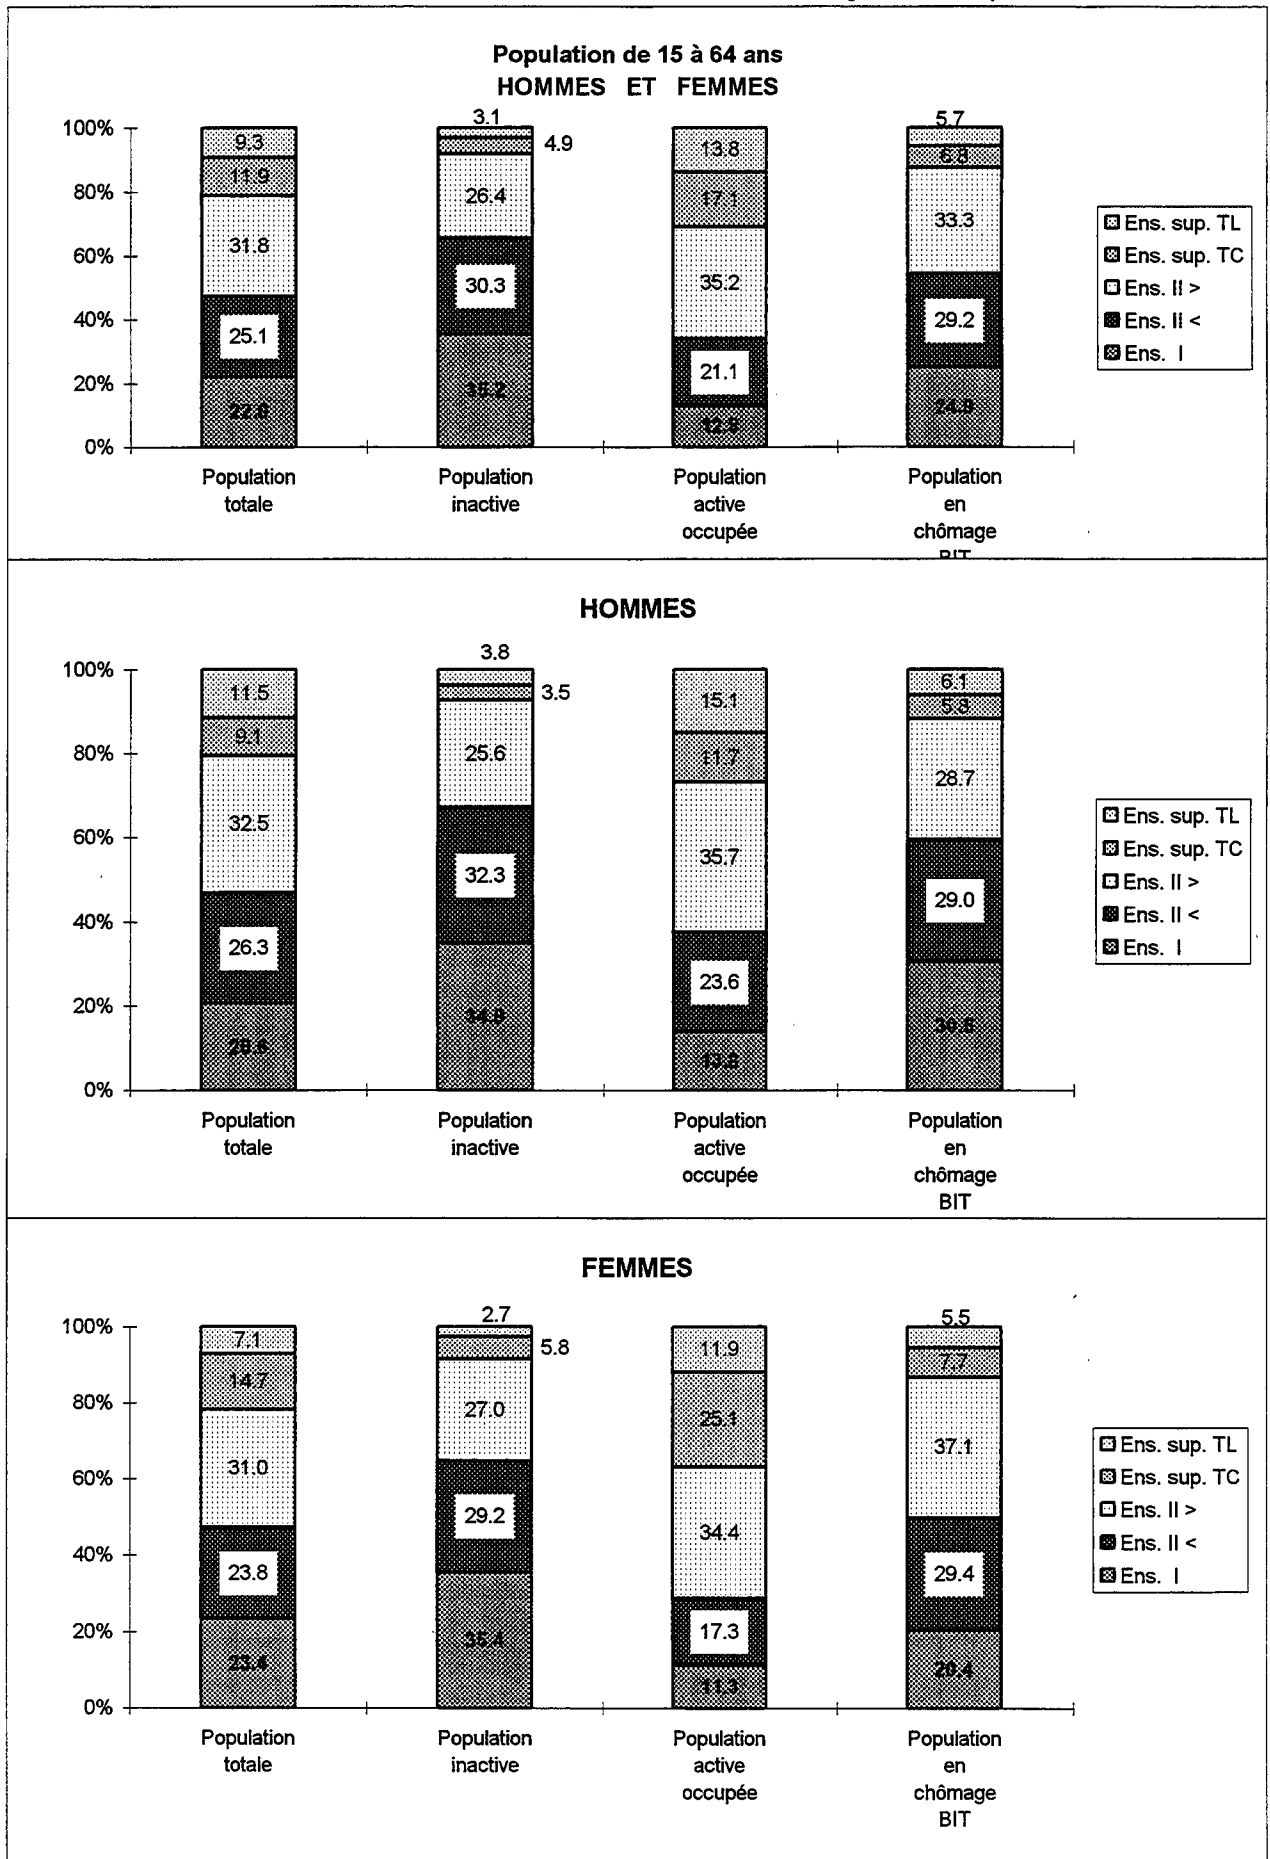 Population de 15 à 64 ans
HOMMES ET FEMMES
100%
80%
60%
40%
20%
0%
9.3
11.9
31.8
25.1
3.1
4.9
26.4
30.3
35.2
13.8
17.1
35.2
21.1
5.7
6.8
33.3
29.2
24.9
Population
totale
Population
inactive
Population
active
occupée
Population
en
chômage
BIT
Ens. sup. TL
Ens. sup. TC
Ens. II >
Ens. II <
Ens. I
HOMMES
100%
80%
60%
40%
20%
0%
11.5
9.1
32.5
26.3
20.6
3.8
3.5
25.6
32.3
15.1
11.7
35.7
23.6
6.1
5.8
28.7
29.0
Population
totale
Population
inactive
Population
active
occupée
Population
en
chômage
BIT
Ens. sup. TL
Ens. sup. TC
Ens. II >
Ens. II <
Ens. I
FEMMES
100%
80%
60%
40%
20%
0%
7.1
14.7
31.0
23.8
23.4
2.7
5.8
27.0
29.2
35.4
11.9
25.1
34.4
17.3
11.3
5.5
7.7
37.1
29.4
20.4
Population
totale
Population
inactive
Population
active
occupée
Population
en
chômage
BIT
Ens. sup. TL
Ens. sup. TC
Ens. II >
Ens. II <
Ens. I